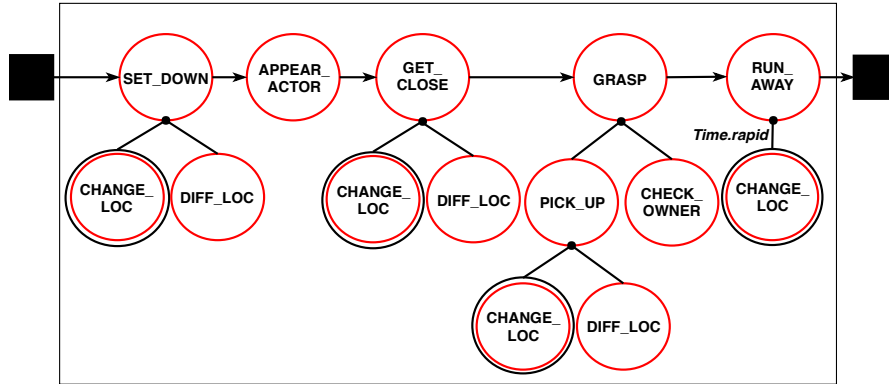 SET_DOWN
APPEAR_
ACTOR
GET_
CLOSE
GRASP
RUN_
AWAY
Time.rapid
CHANGE_
LOC
DIFF_LOC
CHANGE_
LOC
DIFF_LOC
PICK_UP
CHECK_
OWNER
CHANGE_
LOC
CHANGE_
LOC
DIFF_LOC